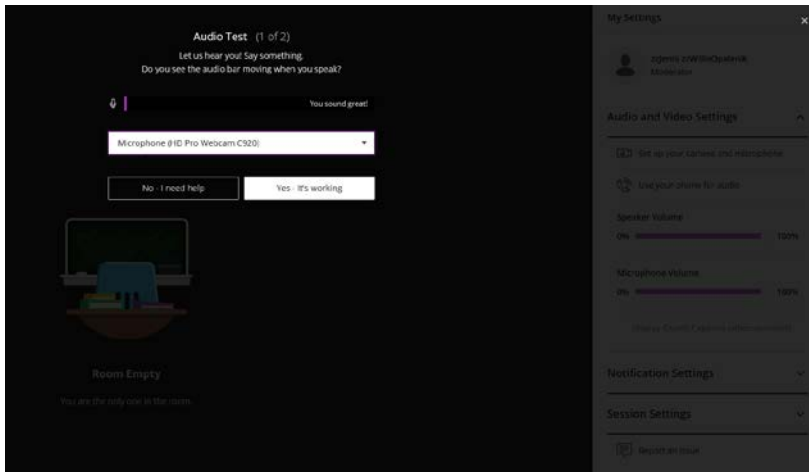 Audio Test (1 of 2)
Let us hear you! Say something.
Do you see the audio bar moving when you speak?
You sound great!
Microphone (HD Pro Webcam C920)
No - I need help
Yes - It's working
Room Empty
You are the only one in the room.
My Settings
Moderator
Audio and Video Settings
Set up your camera and microphone
Use your phone for audio
Speaker Volume
0% 100%
Microphone Volume
0% 100%
Notification Settings
Session Settings
Report an issue